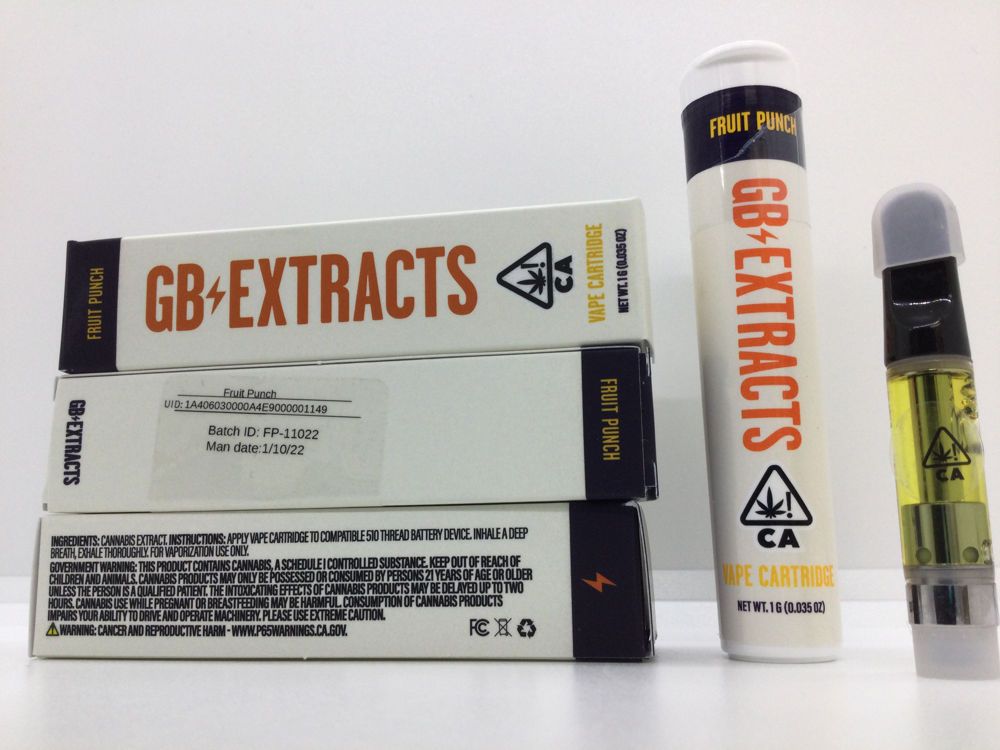 FRUIT PUNCH
GB EXTRACTS
CA
VAPE CARTRIDGE
NET WT. 1 G (0.035 OZ)
GB EXTRACTS
Fruit Punch
UID: 1A406030000A4E9000001149
Batch ID: FP-11022
Man date:1/10/22
FRUIT PUNCH
INGREDIENTS: CANNABIS EXTRACT. INSTRUCTIONS: APPLY VAPE CARTRIDGE TO COMPATIBLE 510 THREAD BATTERY DEVICE. INHALE A DEEP
BREATH, EXHALE THOROUGHLY. FOR VAPORIZATION USE ONLY.
GOVERNMENT WARNING: THIS PRODUCT CONTAINS CANNABIS, A SCHEDULE I CONTROLLED SUBSTANCE. KEEP OUT OF REACH OF
CHILDREN AND ANIMALS. CANNABIS PRODUCTS MAY ONLY BE POSSESSED OR CONSUMED BY PERSONS 21 YEARS OF AGE OR OLDER
UNLESS THE PERSON IS A QUALIFIED PATIENT. THE INTOXICATING EFFECTS OF CANNABIS PRODUCTS MAY BE DELAYED UP TO TWO
HOURS. CANNABIS USE WHILE PREGNANT OR BREASTFEEDING MAY BE HARMFUL. CONSUMPTION OF CANNABIS PRODUCTS
IMPAIRS YOUR ABILITY TO DRIVE AND OPERATE MACHINERY. PLEASE USE EXTREME CAUTION.
WARNING: CANCER AND REPRODUCTIVE HARM - WWW.P65WARNINGS.CA.GOV.
FC
FRUIT PUNCH
GB EXTRACTS
CA
VAPE CARTRIDGE
NET WT. 1 G (0.035 OZ)
CA